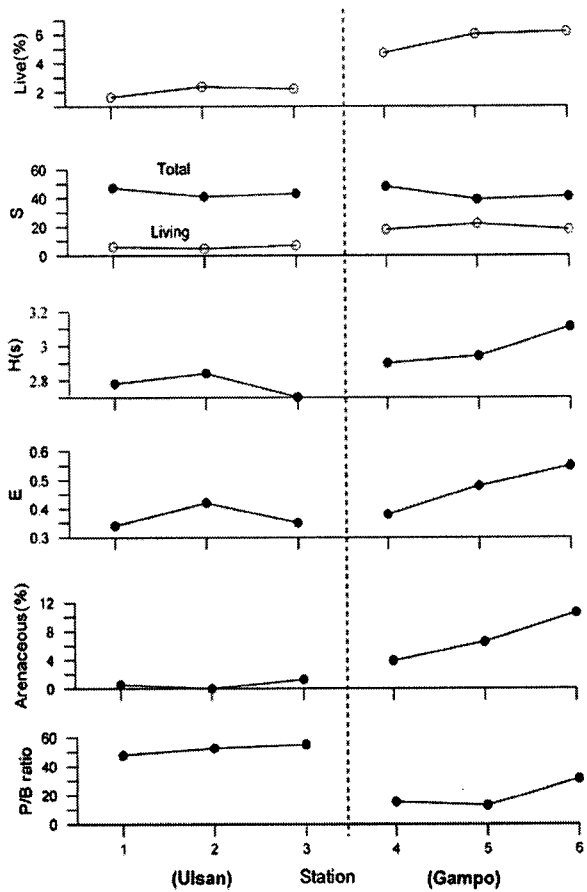 Live(%)
6
4
2
S
60
40
20
0
Total
Living
H(s)
3.2
3
2.8
E
0.6
0.5
0.4
0.3
Arenaceous(%)
12
8
4
0
P/B ratio
60
40
20
0
1 2 3 4 5 6
(Ulsan) Station (Gampo)